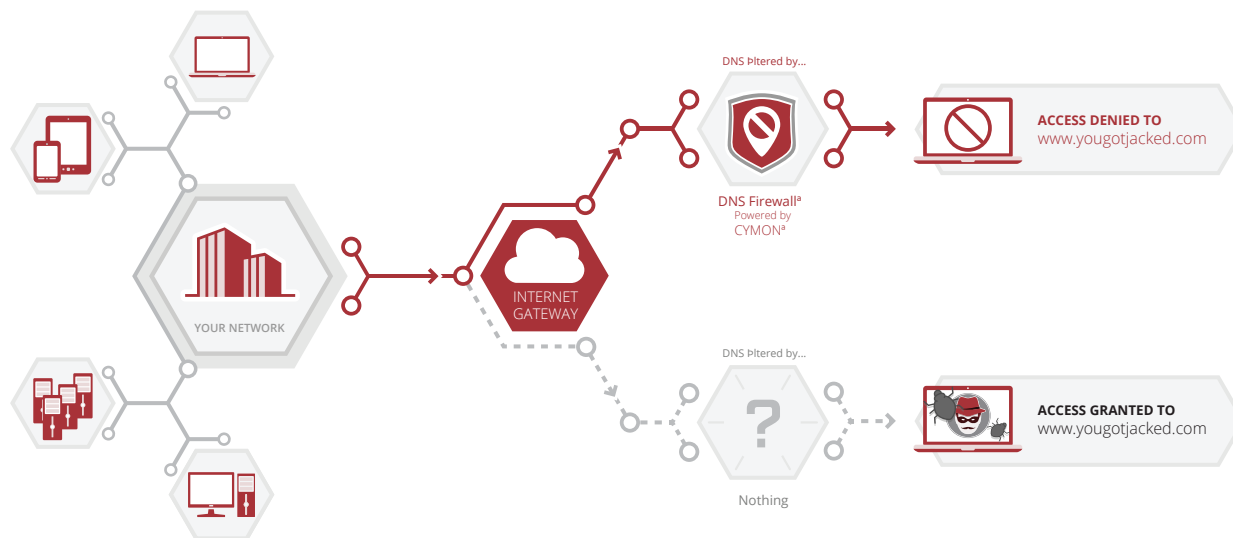 DNS Þltered by...
ACCESS DENIED TO
www.yougotjacked.com
DNS Firewallª
Powered by
CYMONª
INTERNET
GATEWAY
YOUR NETWORK
DNS Þltered by...
?
ACCESS GRANTED TO
www.yougotjacked.com
Nothing